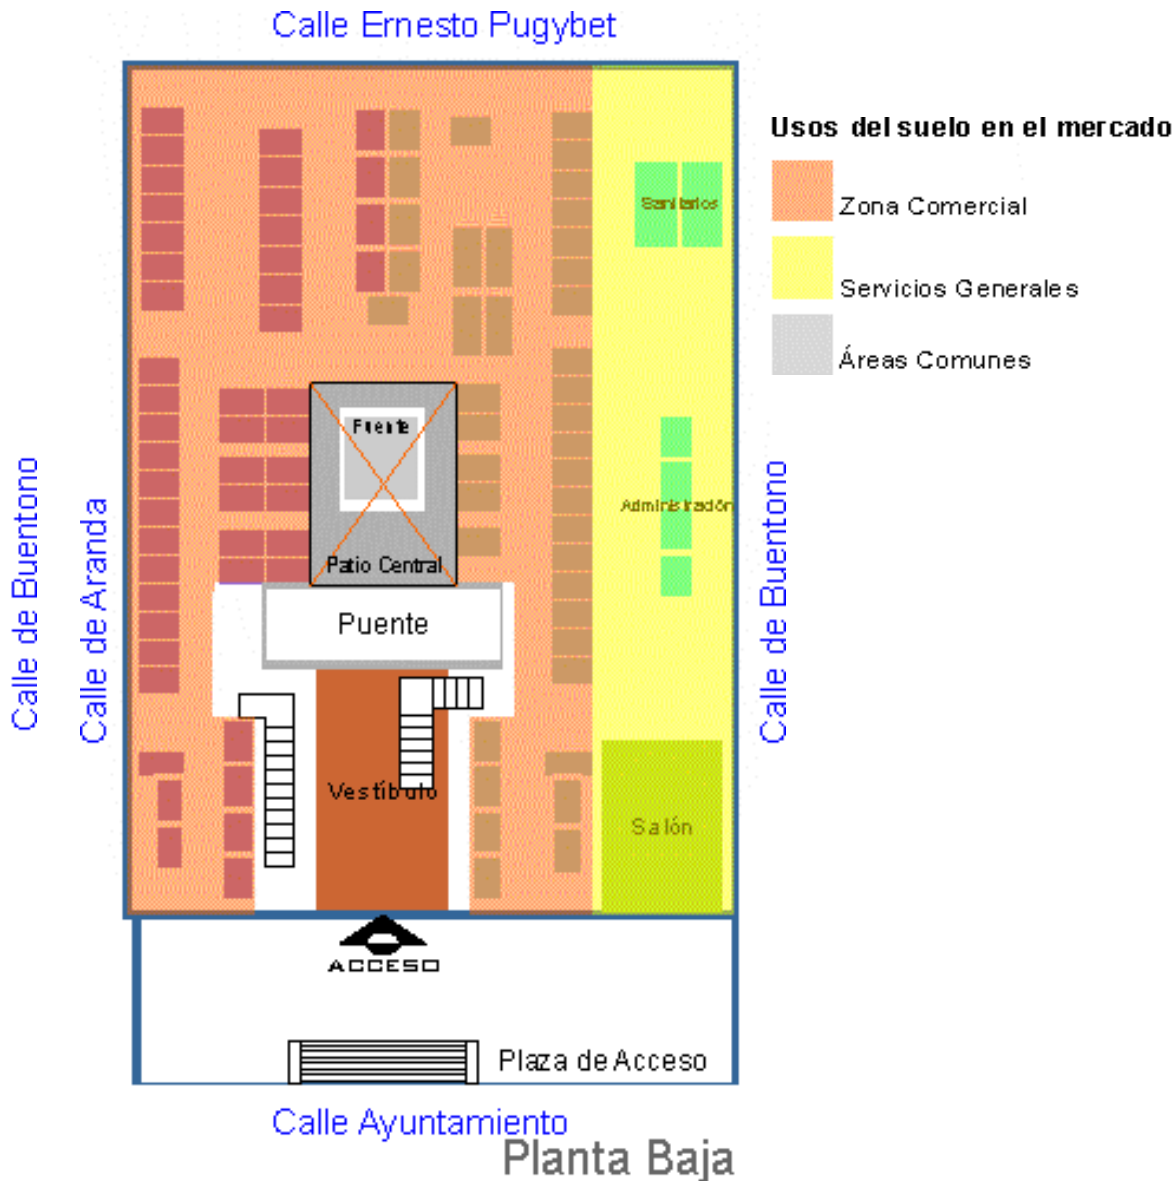 Calle Ernesto Pugybet
Usos del suelo en el mercado
Zona Comercial
Servicios Generales
Áreas Comunes
Sanitarios
Fuente
Patio Central
Administración
Puente
Vestíbulo
Salón
Calle de Buentono
Calle de Aranda
Calle de Buentono
ACCESO
Plaza de Acceso
Calle Ayuntamiento
Planta Baja